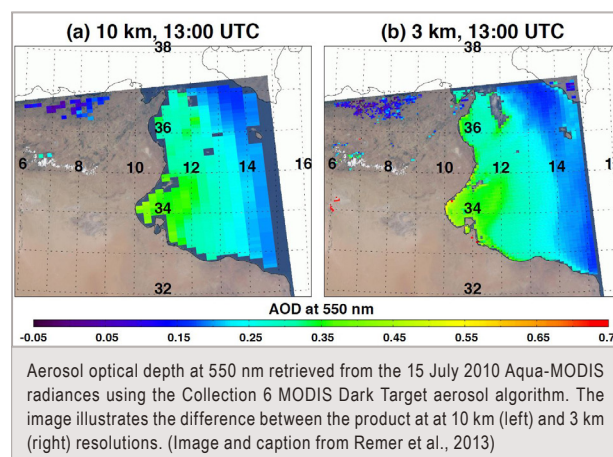 (a) 10 km, 13:00 UTC (b) 3 km, 13:00 UTC
38 38
36 36
6 8 10 12 14 16 6 8 10 12 14 16
34 34
32 32
AOD at 550 nm
-0.05 0.05 0.15 0.25 0.35 0.45 0.55 0.65 0.7
Aerosol optical depth at 550 nm retrieved from the 15 July 2010 Aqua-MODIS
radiances using the Collection 6 MODIS Dark Target aerosol algorithm. The
image illustrates the difference between the product at at 10 km (left) and 3 km
(right) resolutions. (Image and caption from Remer et al., 2013)